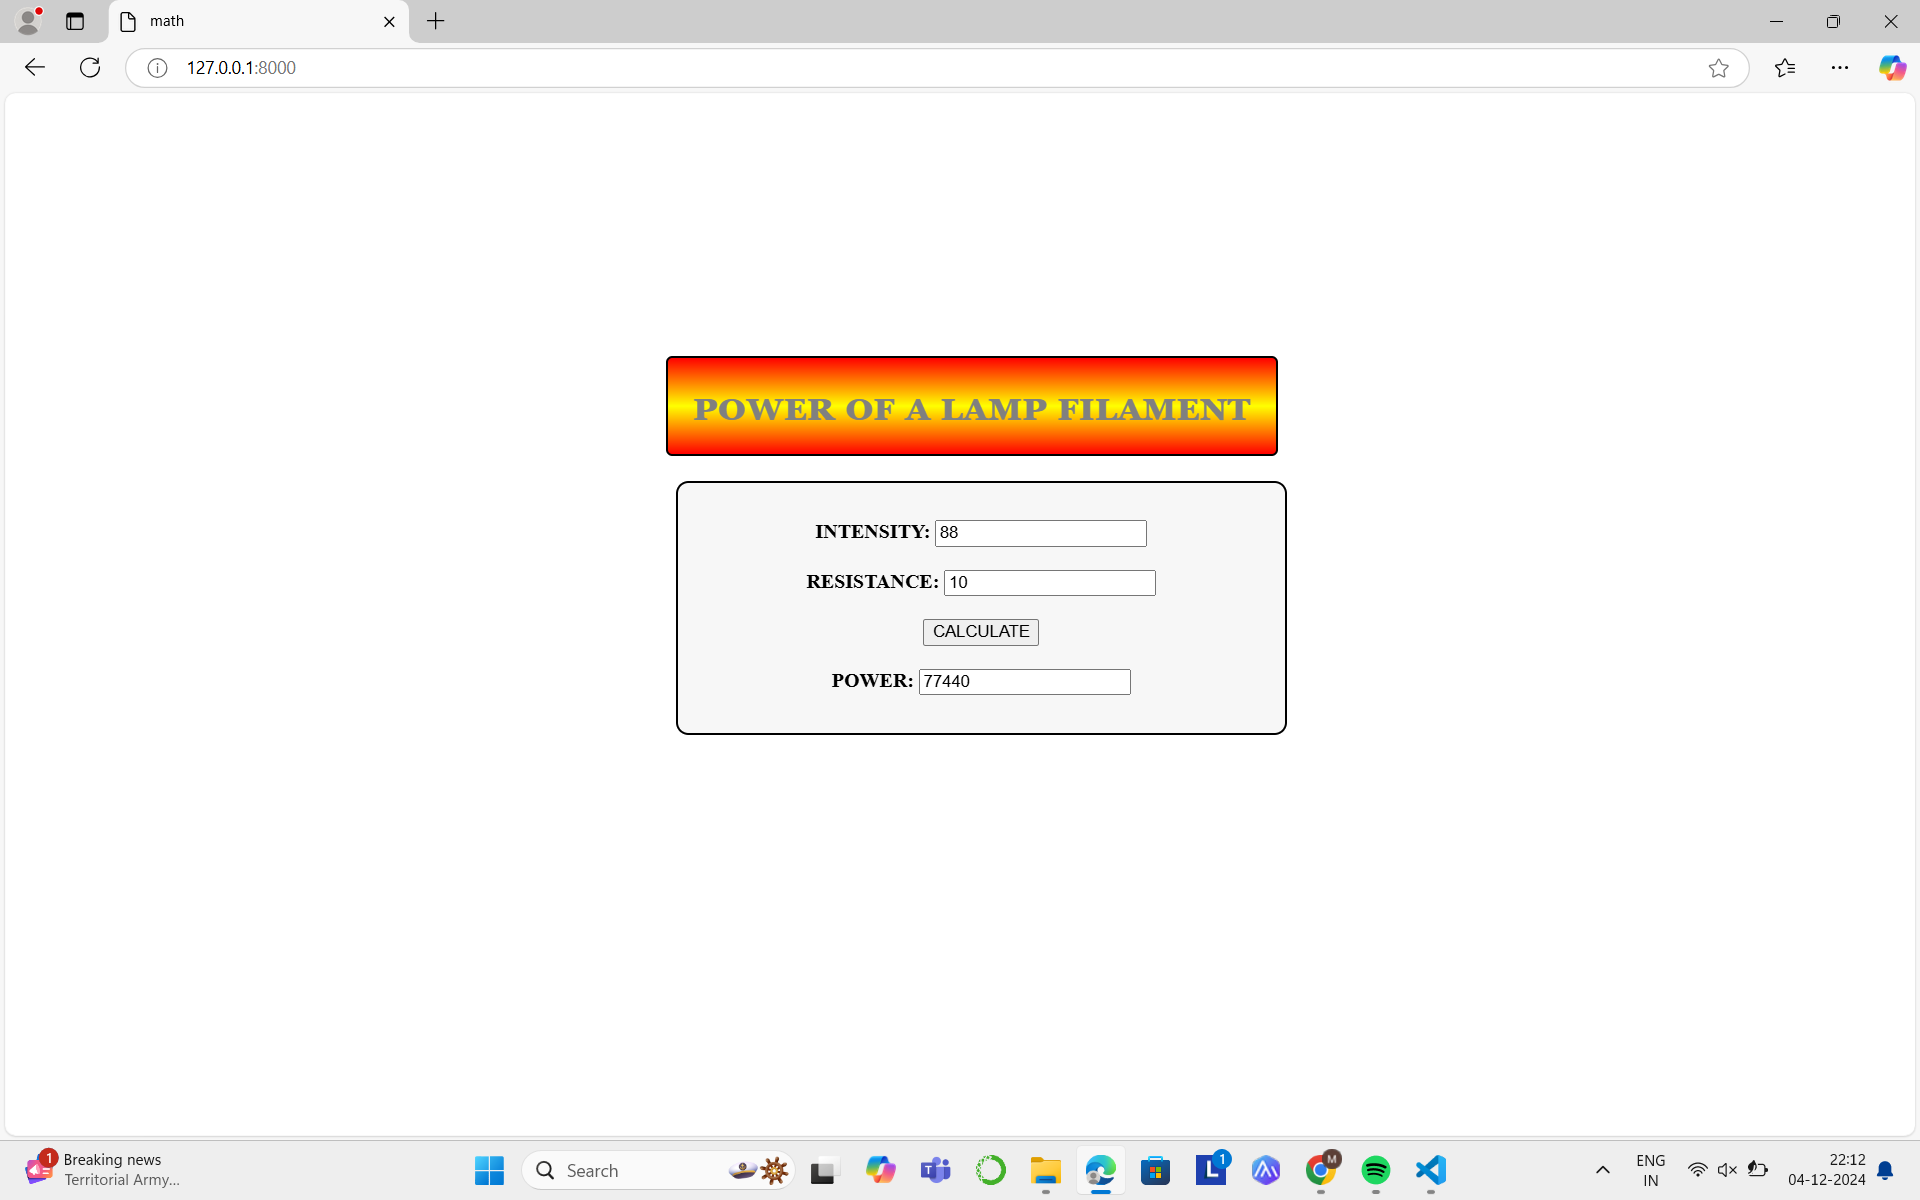 math
127.0.0.1:8000
POWER OF A LAMP FILAMENT
INTENSITY: 88
RESISTANCE: 10
CALCULATE
POWER: 77440
1
Breaking news
Territorial Army...
Search
T
L
1
M
ENG
IN
22:12
04-12-2024